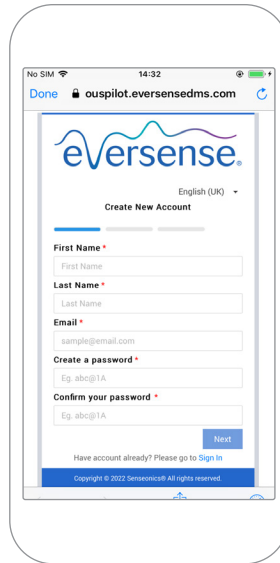 No SIM 14:32
Done ouspilot.eversensedms.com
eversense®
English (UK)
Create New Account
First Name *
First Name
Last Name *
Last Name
Email *
sample@email.com
Create a password *
Eg. abc@1A
Confirm your password *
Eg. abc@1A
Next
Have account already? Please go to Sign In
Copyright © 2022 Senseonics® All rights reserved.